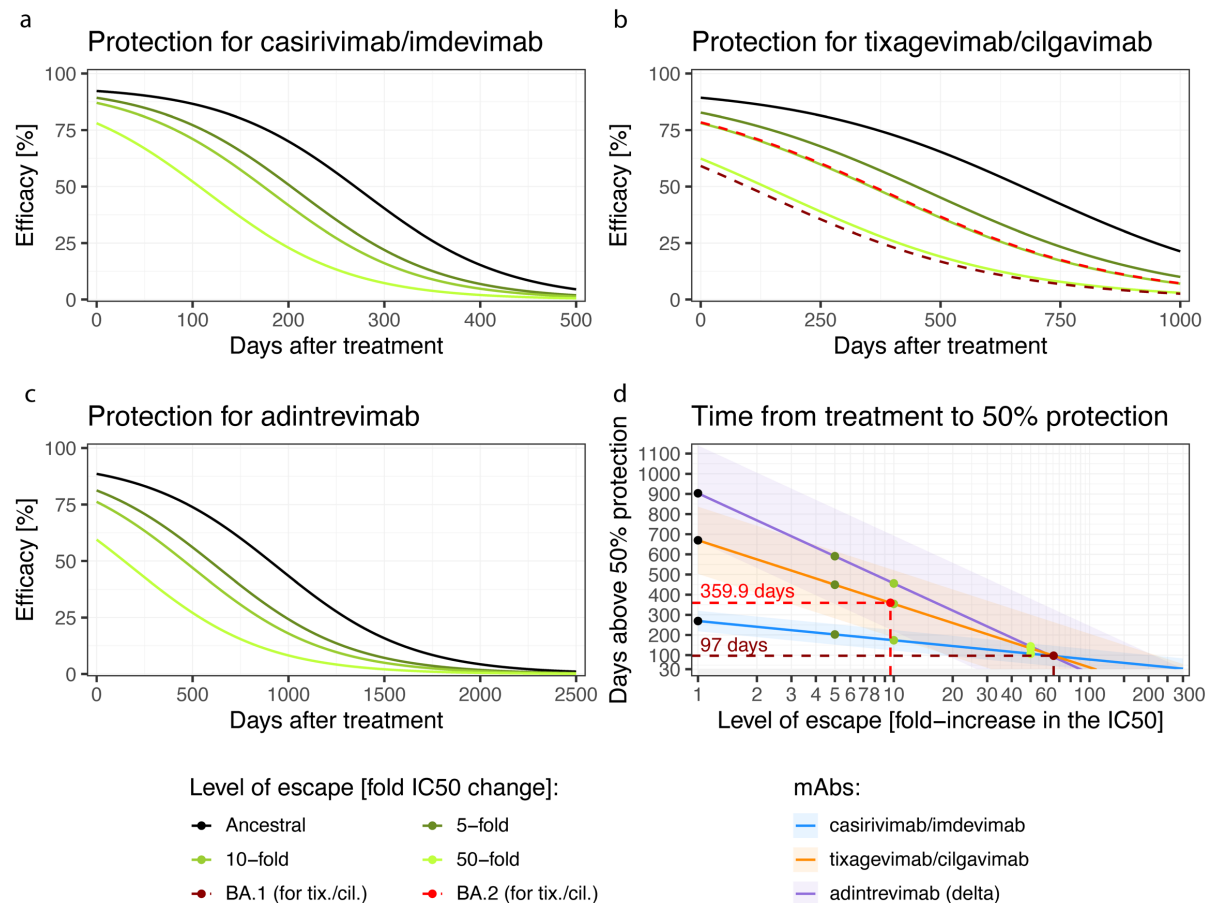 a
Protection for casirivimab/imdevimab
Efficacy [%]
100
75
50
25
0
0 100 200 300 400 500
Days after treatment
b
Protection for tixagevimab/cilgavimab
Efficacy [%]
100
75
50
25
0
0 250 500 750 1000
Days after treatment
c
Protection for adintrevimab
Efficacy [%]
100
75
50
25
0
0 500 1000 1500 2000 2500
Days after treatment
d
Time from treatment to 50% protection
Days above 50% protection
1100
1000
900
800
700
600
500
400
300
200
100
30
359.9 days
97 days
1 2 3 4 5 6 7 8 10 20 30 40 60 100 300
Level of escape [fold−increase in the IC50]
Level of escape [fold IC50 change]:
Ancestral
5−fold
10−fold
50−fold
BA.1 (for tix./cil.)
BA.2 (for tix./cil.)
mAbs:
casirivimab/imdevimab
tixagevimab/cilgavimab
adintrevimab (delta)